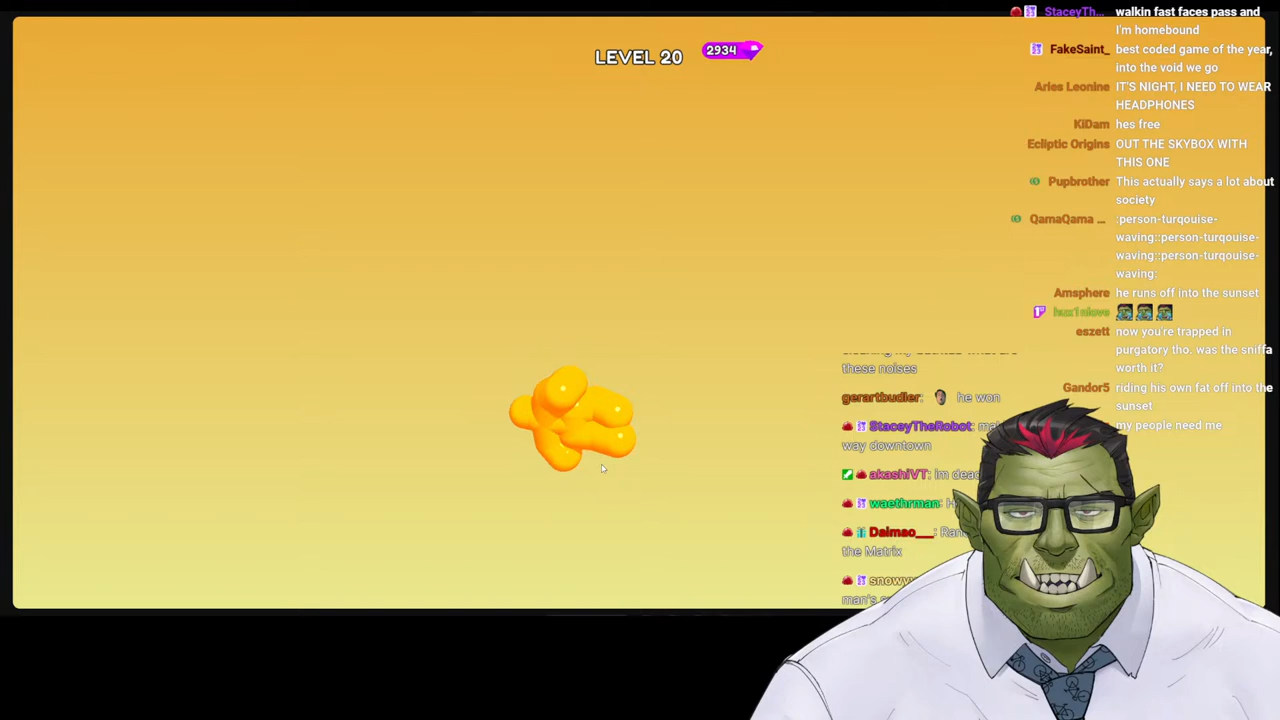 LEVEL 20
2934
StaceyTh... walkin fast faces pass and
I'm homebound
FakeSaint_ best coded game of the year,
into the void we go
Aries Leonine IT'S NIGHT, I NEED TO WEAR
HEADPHONES
KiDam hes free
Ecliptic Origins OUT THE SKYBOX WITH
THIS ONE
Pupbrother This actually says a lot about
society
QamaQama ... :person-turqouise-
waving::person-turqouise-
waving::person-turqouise-
waving:
Amsphere he runs off into the sunset
eszett now you're trapped in
purgatory tho. was the sniffa
worth it?
Gandor5 riding his own fat off into the
sunset
my people need me
these noises
gerartbudler: he won
StaceyTheRobot:
way downtown
akashiVT: im dead
waethrman:
Daimao___:
the Matrix